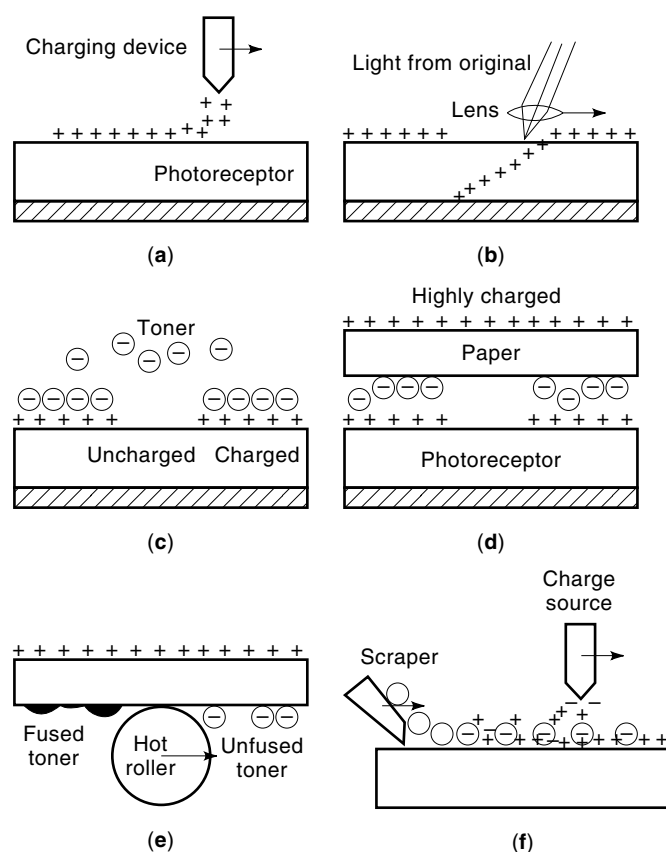 Charging device
Photoreceptor
(a)
Light from original
Lens
(b)
Toner
Uncharged Charged
(c)
Highly charged
Paper
Photoreceptor
(d)
Fused
toner
Hot
roller
Unfused
toner
(e)
Charge
source
Scraper
(f)